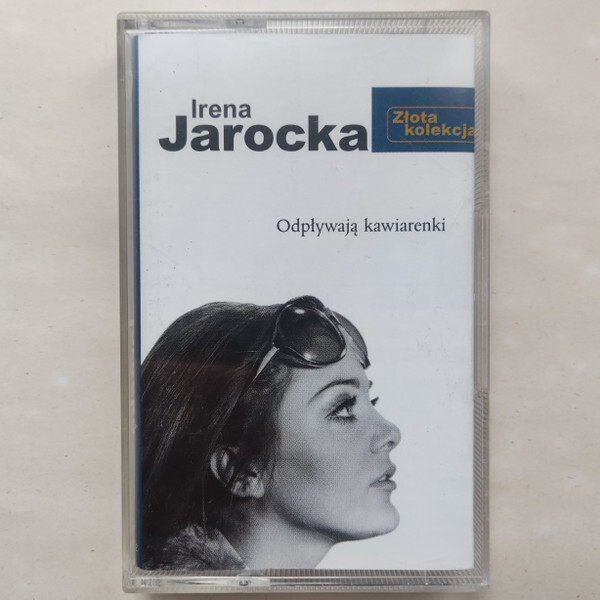 Irena
Jarocka
Złota
kolekcja
Odpływają kawiarenki